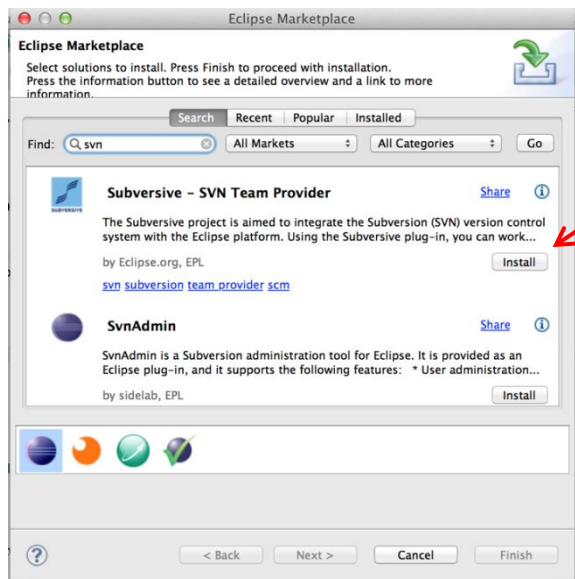 Eclipse Marketplace
Eclipse Marketplace
Select solutions to install. Press Finish to proceed with installation.
Press the information button to see a detailed overview and a link to more
information.
Search Recent Popular Installed
Find: svn All Markets All Categories Go
Subversive – SVN Team Provider Share
SUBVERSIVE
The Subversive project is aimed to integrate the Subversion (SVN) version control
system with the Eclipse platform. Using the Subversive plug-in, you can work...
by Eclipse.org, EPL Install
svn subversion team provider scm
SvnAdmin Share
SvnAdmin is a Subversion administration tool for Eclipse. It is provided as an
Eclipse plug-in, and it supports the following features: * User administration...
by sidelab, EPL Install
? < Back Next > Cancel Finish